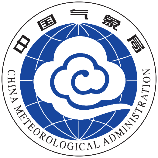 中国气象局
CHINA METEOROLOGICAL ADMINISTRATION